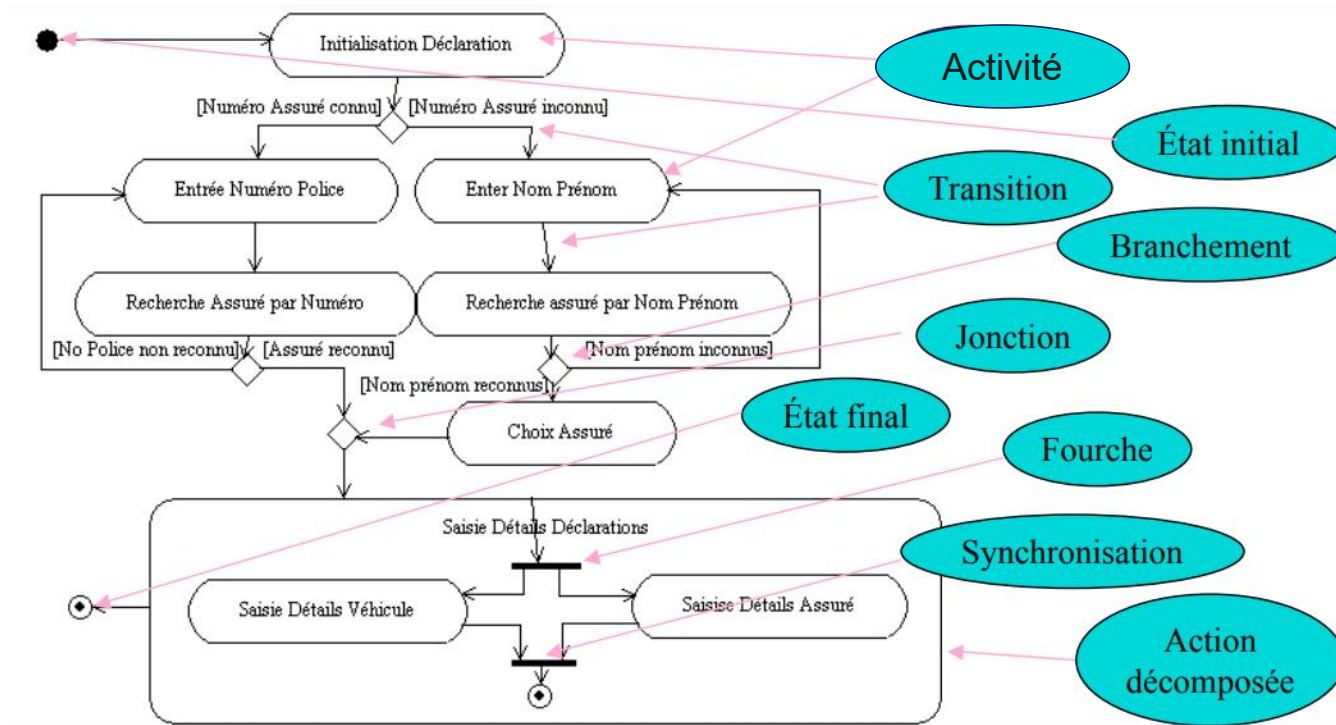 Initialisation Déclaration
Activité
[Numéro Assuré connu]
[Numéro Assuré inconnu]
État initial
Entrée Numéro Police
Enter Nom Prénom
Transition
Branchement
Recherche Assuré par Numéro
Recherche assuré par Nom Prénom
Jonction
[No Police non reconnu]
[Assuré reconnu]
[Nom prénom inconnus]
[Nom prénom reconnus]
État final
Choix Assuré
Fourche
Saisie Détails Déclarations
Synchronisation
Saisie Détails Véhicule
Saisise Détails Assuré
Action
décomposée